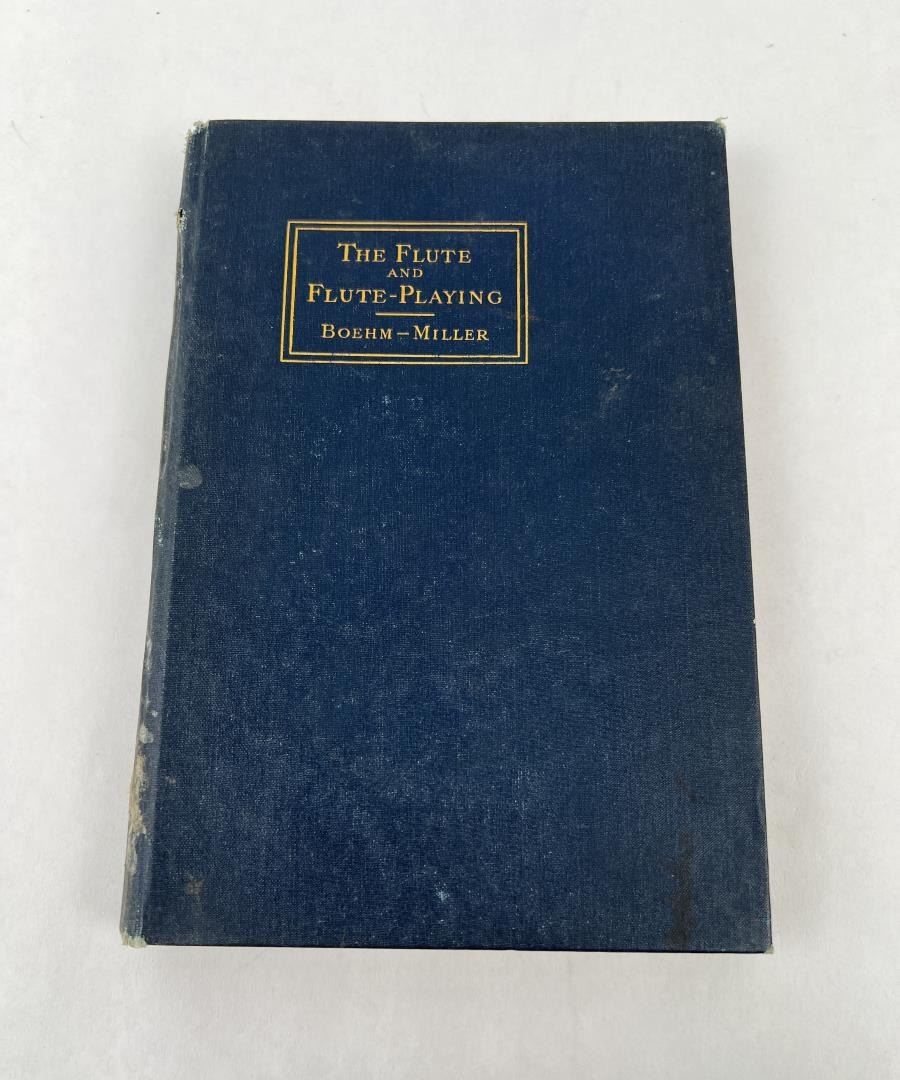 THE FLUTE
AND
FLUTE-PLAYING
BOEHM-MILLER